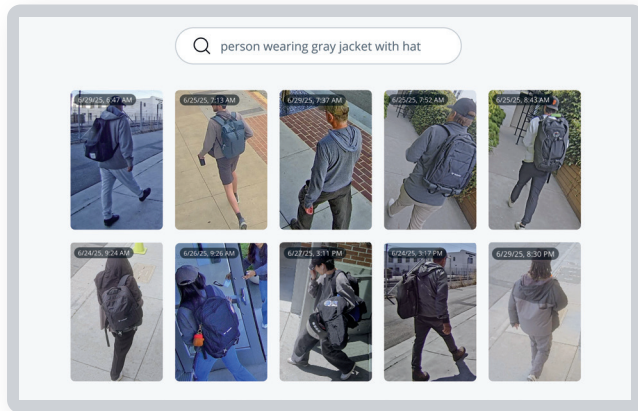 person wearing gray jacket with hat
6/29/25, 6:47 AM
6/25/25, 7:13 AM
6/29/25, 7:37 AM
6/25/25, 7:52 AM
6/25/25, 8:43 AM
6/24/25, 9:24 AM
6/26/25, 9:26 AM
6/27/25, 3:11 PM
6/24/25, 5:17 PM
6/29/25, 8:30 PM